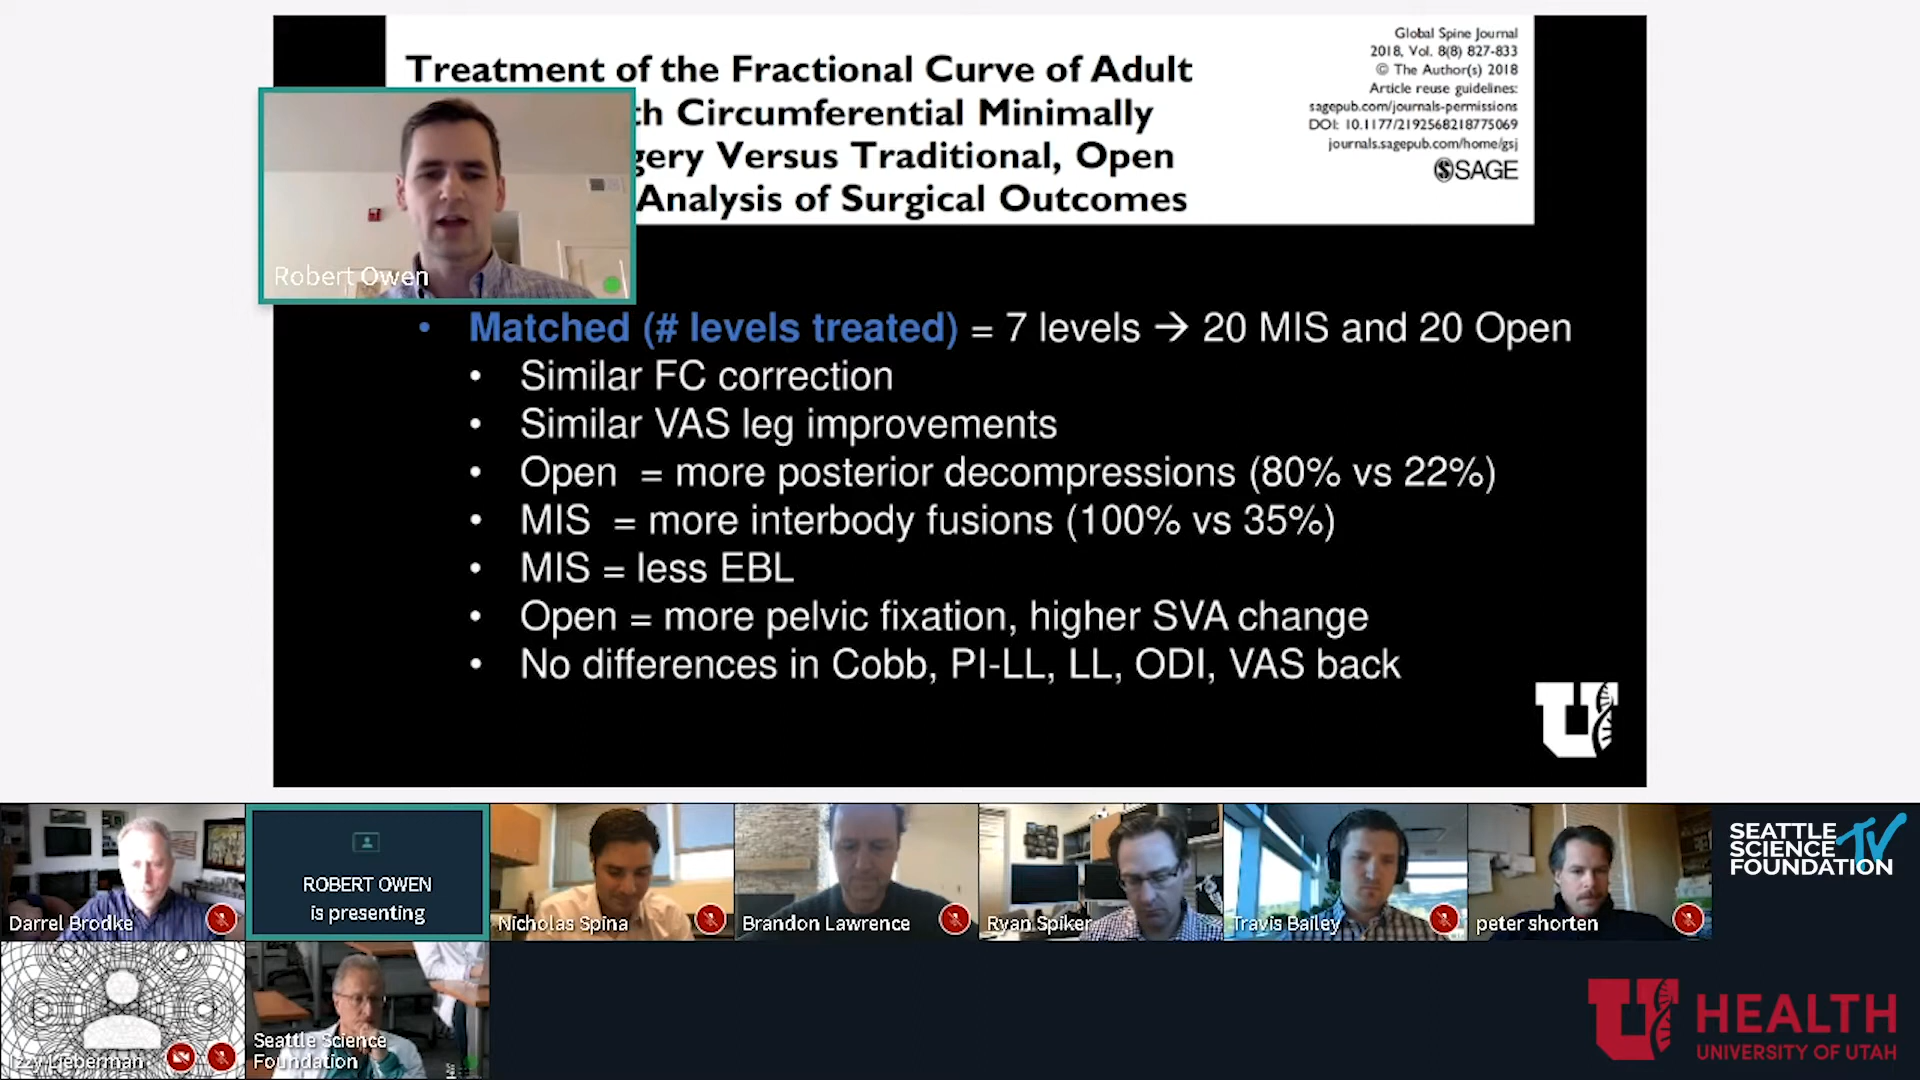 Treatment of the Fractional Curve of Adult
th Circumferential Minimally
gery Versus Traditional, Open
Analysis of Surgical Outcomes
Global Spine Journal
2018, Vol. 8(8) 827-833
© The Author(s) 2018
Article reuse guidelines:
sagepub.com/journals-permissions
DOI: 10.1177/2192568218775069
journals.sagepub.com/home/gsj
SAGE
Robert Owen
• Matched (# levels treated) = 7 levels → 20 MIS and 20 Open
• Similar FC correction
• Similar VAS leg improvements
• Open = more posterior decompressions (80% vs 22%)
• MIS = more interbody fusions (100% vs 35%)
• MIS = less EBL
• Open = more pelvic fixation, higher SVA change
• No differences in Cobb, PI-LL, LL, ODI, VAS back
U
Darrel Brodke
ROBERT OWEN
is presenting
Nicholas Spina
Brandon Lawrence
Ryan Spiker
Travis Bailey
peter shorten
SEATTLE
SCIENCE TV
FOUNDATION
Izzy Lieberman
Seattle Science
Foundation
U HEALTH
UNIVERSITY OF UTAH